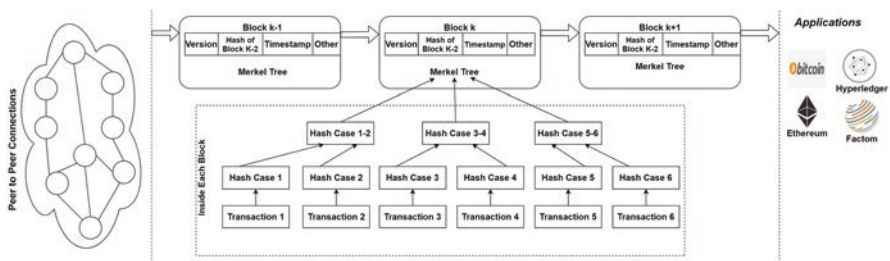 Peer to Peer Connections
Block k-1
Version
Hash of
Block K-2
Timestamp
Other
Merkel Tree
Block k
Version
Hash of
Block K-2
Timestamp
Other
Merkel Tree
Block k+1
Version
Hash of
Block K-2
Timestamp
Other
Merkel Tree
Inside Each Block
Hash Case 1-2
Hash Case 3-4
Hash Case 5-6
Hash Case 1
Hash Case 2
Hash Case 3
Hash Case 4
Hash Case 5
Hash Case 6
Transaction 1
Transaction 2
Transaction 3
Transaction 4
Transaction 5
Transaction 6
Applications
bitcoin
Hyperledger
Ethereum
Factom